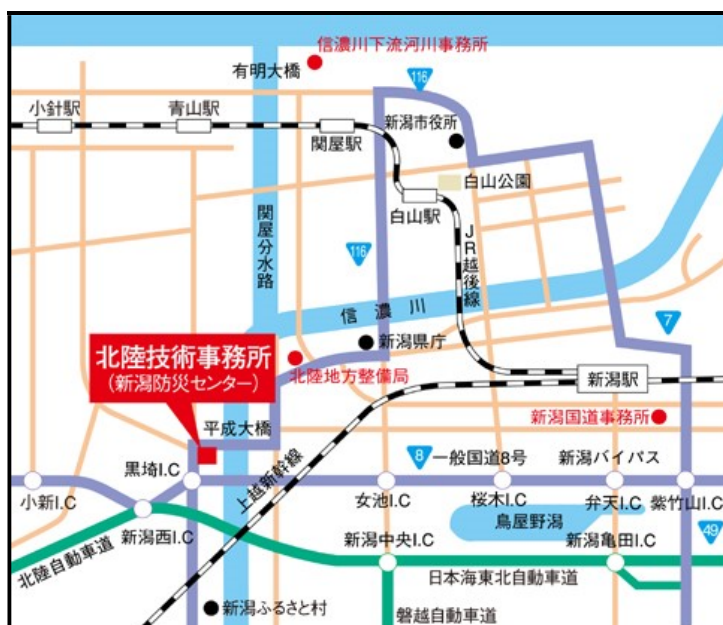 信濃川下流河川事務所
有明大橋
116
小針駅
青山駅
関屋駅
新潟市役所
白山公園
白山駅
関屋分水路
116
JR越後線
信濃川
7
新潟県庁
北陸技術事務所
(新潟防災センター)
北陸地方整備局
新潟駅
新潟国道事務所
平成大橋
上越新幹線
8
一般国道8号
新潟バイパス
黒埼I.C
小新I.C
女池I.C
桜木I.C
弁天I.C
紫竹山I.C
新潟西I.C
鳥屋野潟
49
新潟中央I.C
新潟亀田I.C
北陸自動車道
日本海東北自動車道
新潟ふるさと村
磐越自動車道